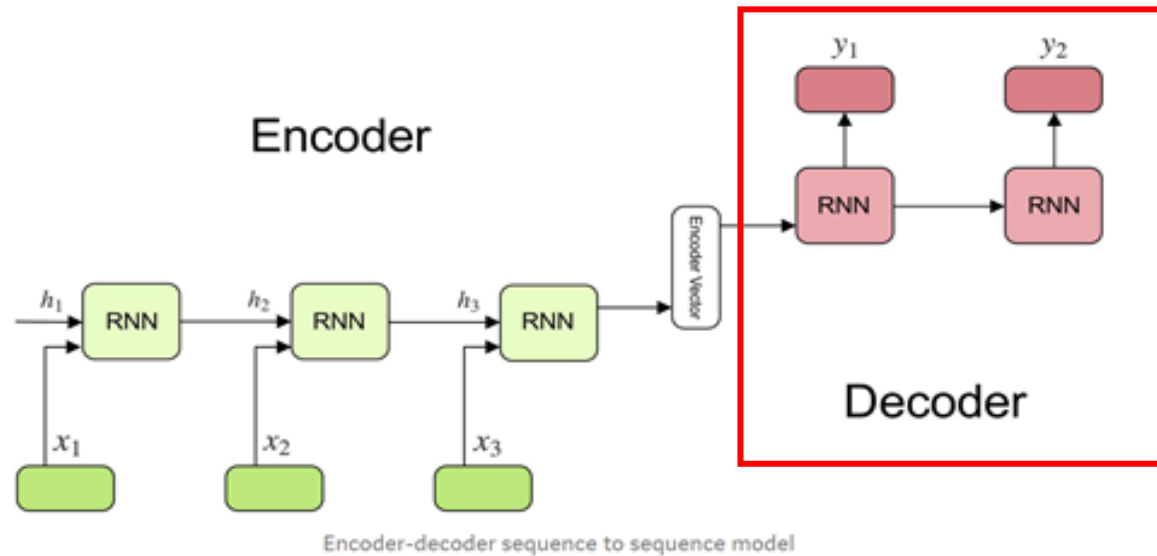 y₁ y₂
Encoder
RNN RNN
Encoder Vector
h₁ RNN h₂ RNN h₃ RNN
Decoder
x₁ x₂ x₃
Encoder-decoder sequence to sequence model